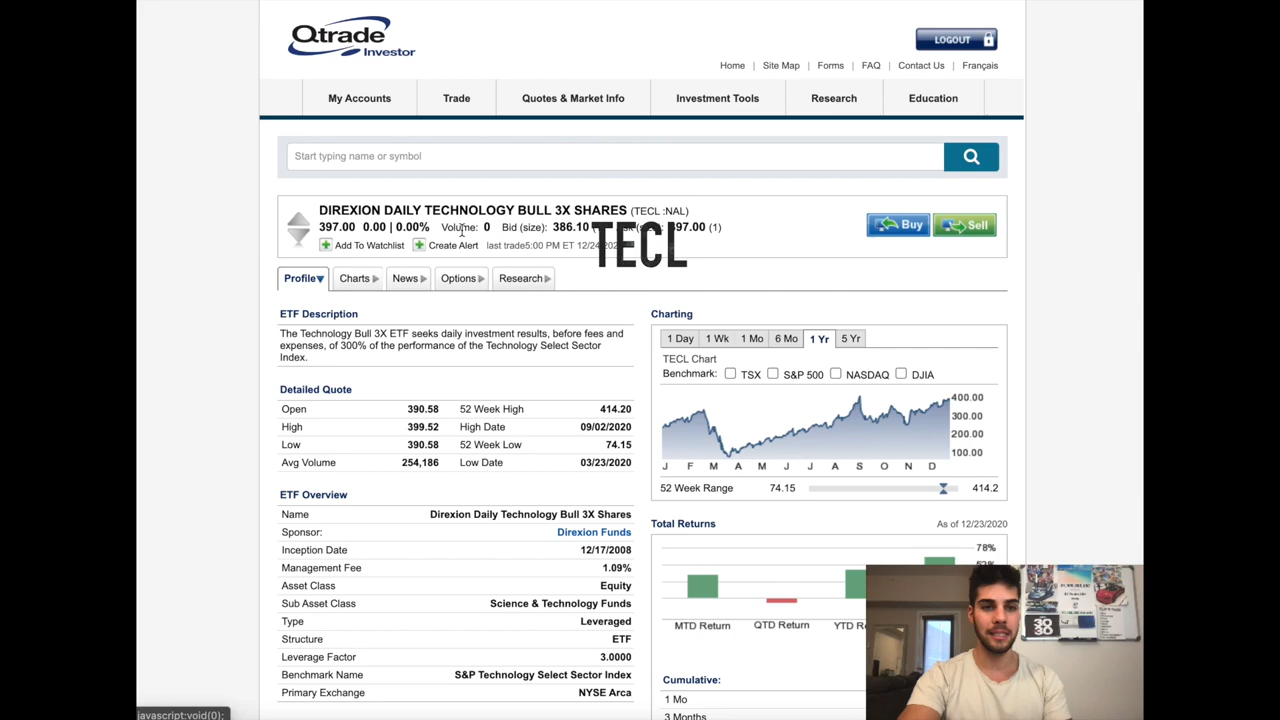 Qtrade
Investor
LOGOUT
Home | Site Map | Forms | FAQ | Contact Us | Français
My Accounts Trade Quotes & Market Info Investment Tools Research Education
Start typing name or symbol
DIREXION DAILY TECHNOLOGY BULL 3X SHARES (TECL :NAL)
397.00 0.00 | 0.00% Volume: 0 Bid (size): 386.10 397.00 (1)
Buy Sell
TECL
Add To Watchlist Create Alert last trade5:00 PM ET 12/24/2020
Profile Charts News Options Research
ETF Description
The Technology Bull 3X ETF seeks daily investment results, before fees and
expenses, of 300% of the performance of the Technology Select Sector
Index.
Detailed Quote
Open 390.58 52 Week High 414.20
High 399.52 High Date 09/02/2020
Low 390.58 52 Week Low 74.15
Avg Volume 254,186 Low Date 03/23/2020
ETF Overview
Name Direxion Daily Technology Bull 3X Shares
Sponsor: Direxion Funds
Inception Date 12/17/2008
Management Fee 1.09%
Asset Class Equity
Sub Asset Class Science & Technology Funds
Type Leveraged
Structure ETF
Leverage Factor 3.0000
Benchmark Name S&P Technology Select Sector Index
Primary Exchange NYSE Arca
Charting
1 Day 1 Wk 1 Mo 6 Mo 1 Yr 5 Yr
TECL Chart
Benchmark: TSX S&P 500 NASDAQ DJIA
400.00
300.00
200.00
100.00
J F M A M J J A S O N D
52 Week Range 74.15 414.2
Total Returns As of 12/23/2020
78%
MTD Return QTD Return YTD
Cumulative:
1 Mo
3 Months
3030
javascript:void(0);